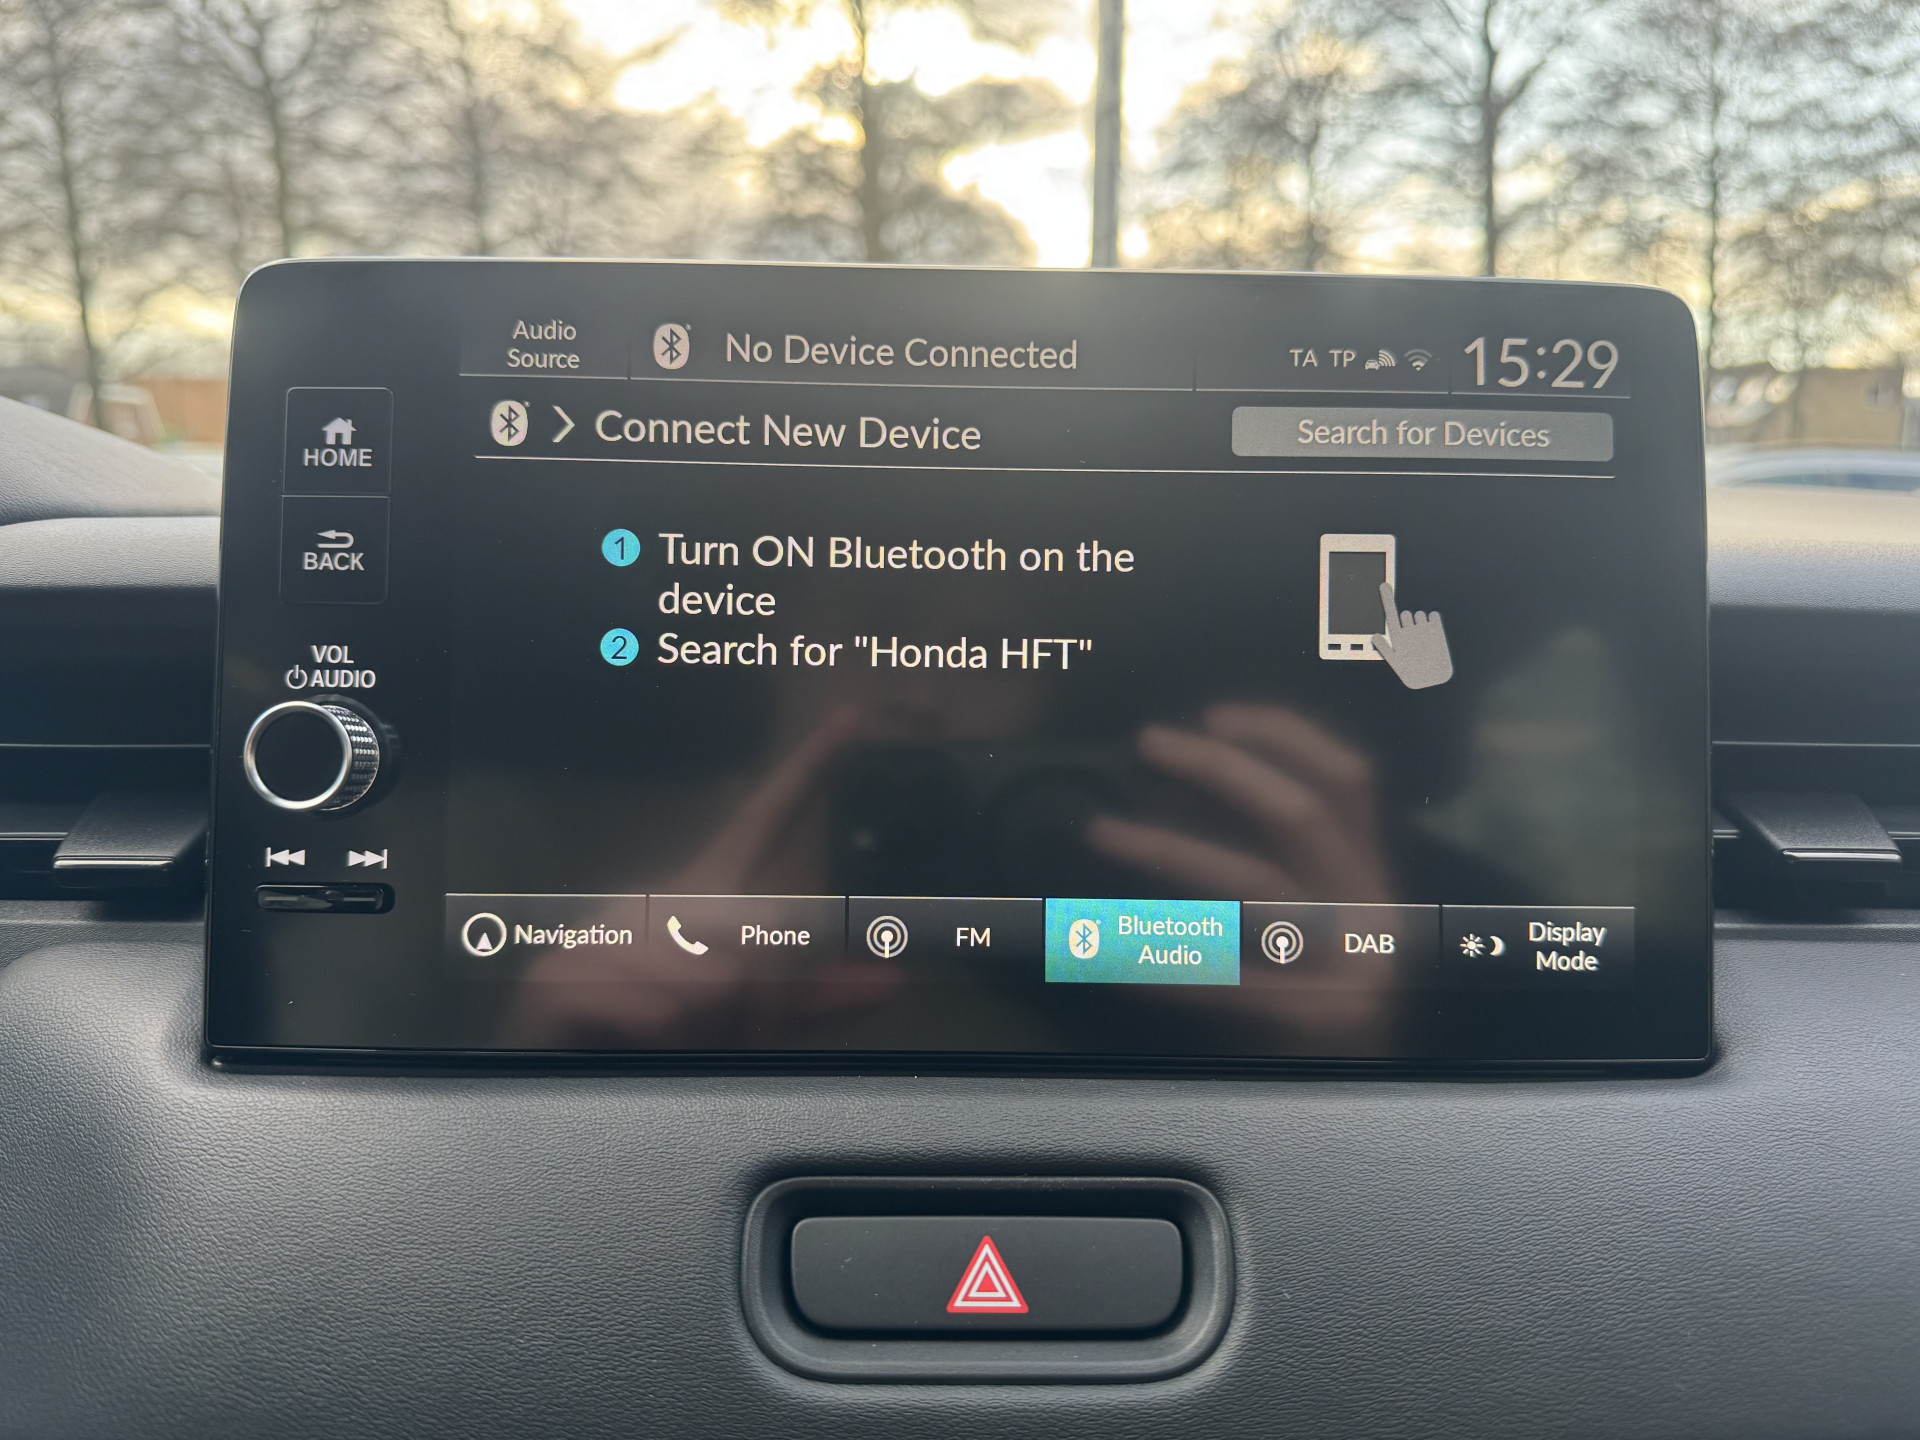 Audio
Source
No Device Connected
TA TP
15:29
HOME
Connect New Device
Search for Devices
BACK
1 Turn ON Bluetooth on the
device
2 Search for "Honda HFT"
VOL
AUDIO
Navigation
Phone
FM
Bluetooth
Audio
DAB
Display
Mode